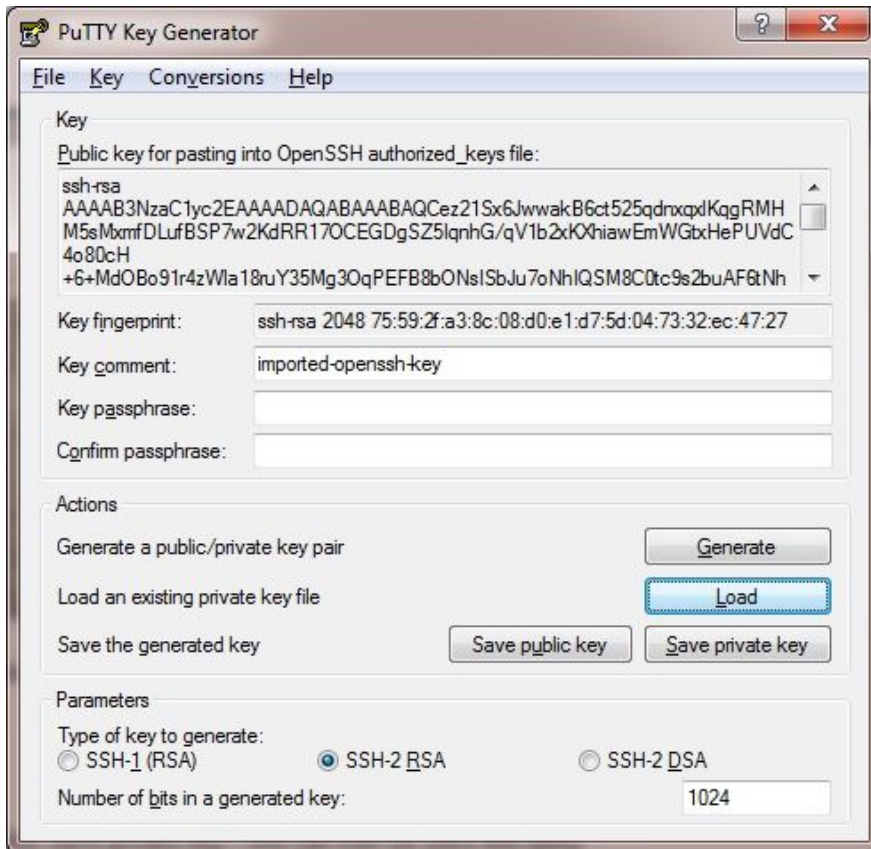 PuTTY Key Generator
File Key Conversions Help
Key
Public key for pasting into OpenSSH authorized_keys file:
ssh-rsa
AAAAB3NzaC1yc2EAAAADAQABAAABAQCez21Sx6JwwakB6ct525qdnxqxlKqgRMH
M5sMxmfDLufBSP7w2KdRR17OCEGDgSZ5lqnhG/qV1b2xKXhiawEmWGtxHePUVdC
4o80cH
+6+MdOBo91r4zWla18ruY35Mg3OqPEFB8bONsISbJu7oNhIQSM8C0tc9s2buAF6tNh
Key fingerprint: ssh-rsa 2048 75:59:2f:a3:8c:08:d0:e1:d7:5d:04:73:32:ec:47:27
Key comment: imported-openssh-key
Key passphrase:
Confirm passphrase:
Actions
Generate a public/private key pair Generate
Load an existing private key file Load
Save the generated key Save public key Save private key
Parameters
Type of key to generate:
SSH-1 (RSA) SSH-2 RSA SSH-2 DSA
Number of bits in a generated key: 1024